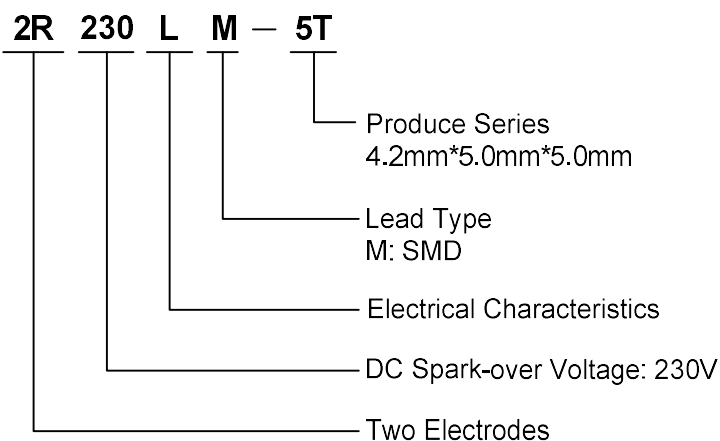 2R 230 L M – 5T
Produce Series
4.2mm*5.0mm*5.0mm
Lead Type
M: SMD
Electrical Characteristics
DC Spark-over Voltage: 230V
Two Electrodes